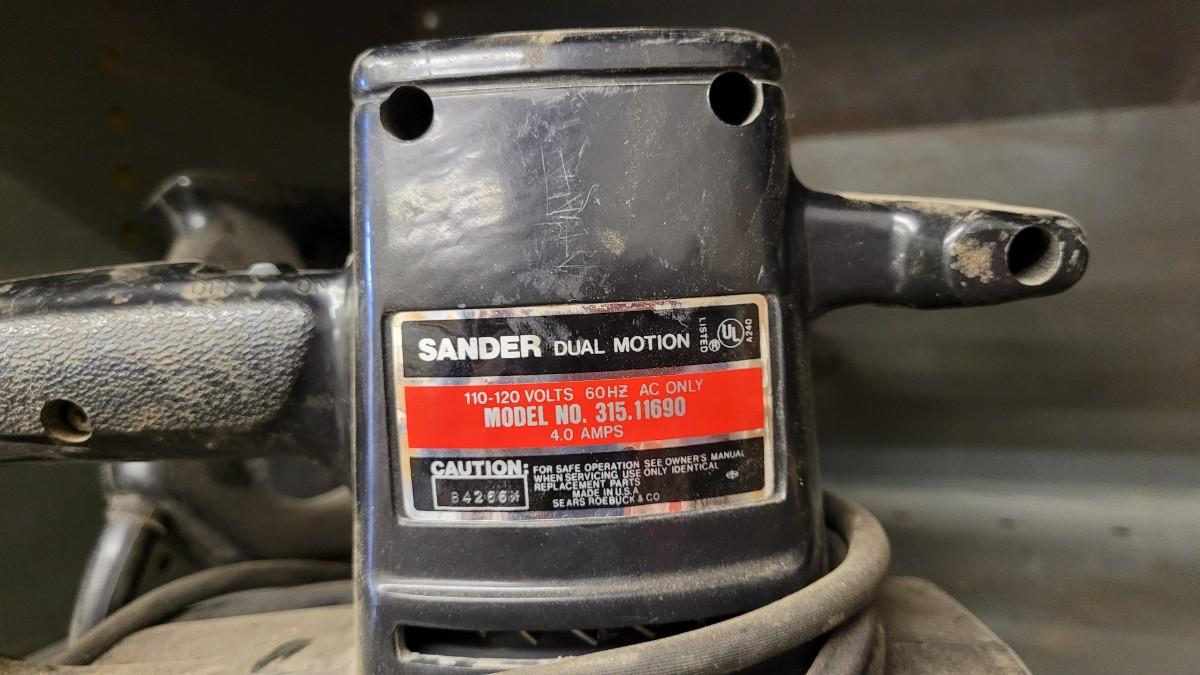 OFF ON
SANDER DUAL MOTION
LISTED
UL
®
A240
110-120 VOLTS 60HZ AC ONLY
MODEL NO. 315.11690
4.0 AMPS
CAUTION: FOR SAFE OPERATION SEE OWNER'S MANUAL
WHEN SERVICING USE ONLY IDENTICAL
REPLACEMENT PARTS
MADE IN U.S.A
SEARS ROEBUCK & CO